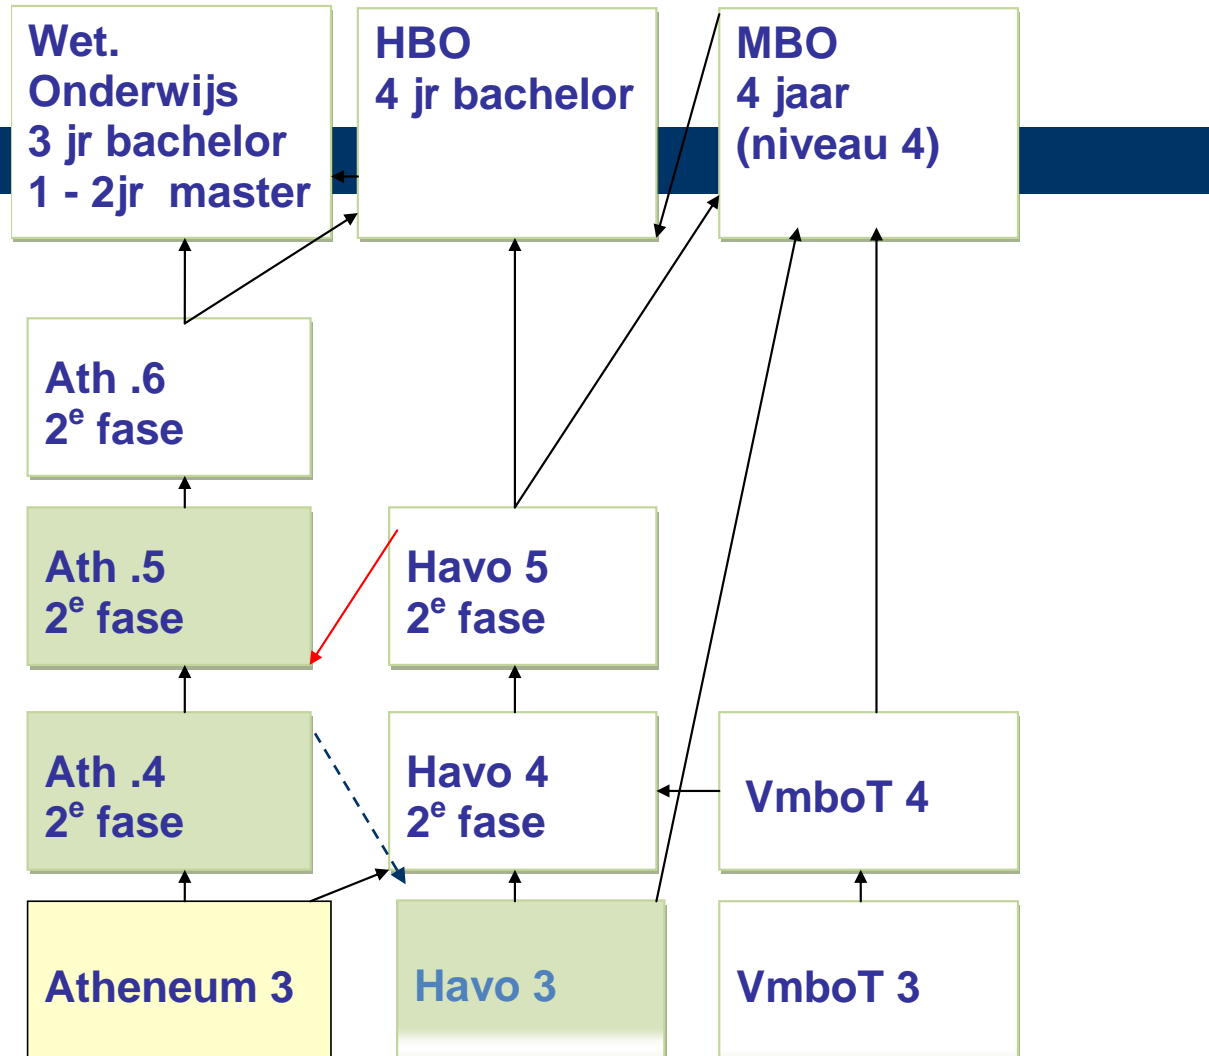 Wet.
Onderwijs
3 jr bachelor
1 - 2jr  master
HBO
4 jr bachelor
MBO
4 jaar
(niveau 4)
Ath .6
2e fase
Ath .5
2e fase
Havo 5
2e fase
Ath .4
2e fase
Havo 4
2e fase
VmboT 4
Atheneum 3
Havo 3
VmboT 3